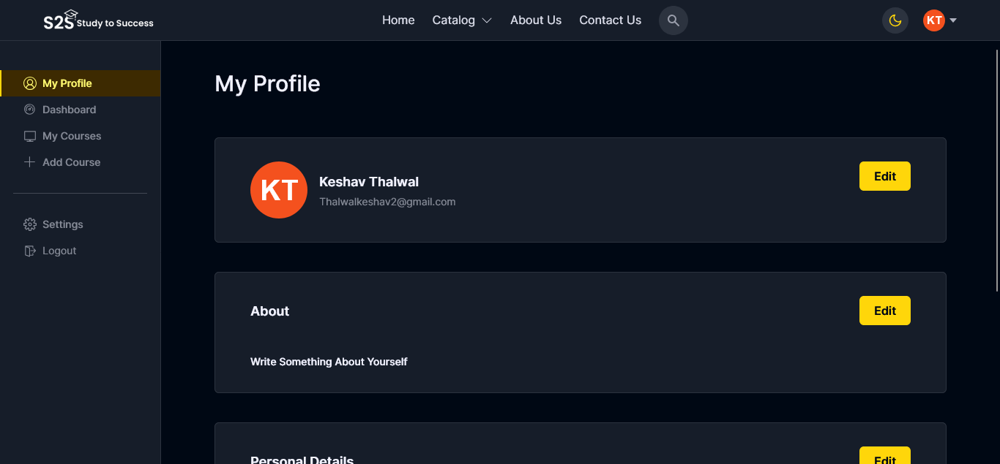 S2S Study to Success
Home Catalog About Us Contact Us
KT
My Profile
Dashboard
My Courses
Add Course
Settings
Logout
My Profile
KT
Keshav Thalwal
Thalwalkeshav2@gmail.com
Edit
About
Edit
Write Something About Yourself
Personal Details
Edit